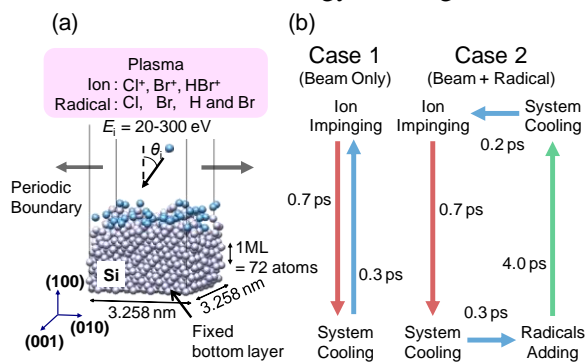 (a)
Plasma
Ion : Cl⁺, Br⁺, HBr⁺
Radical : Cl, Br, H and Br
Eᵢ = 20-300 eV
θᵢ
Periodic
Boundary
Si
1ML
= 72 atoms
3.258 nm
3.258 nm
(100)
(001)
(010)
Fixed
bottom layer
(b)
Case 1
(Beam Only)
Ion
Impinging
0.7 ps
0.3 ps
System
Cooling
Case 2
(Beam + Radical)
Ion
Impinging
System
Cooling
0.2 ps
0.7 ps
4.0 ps
0.3 ps
System
Cooling
Radicals
Adding